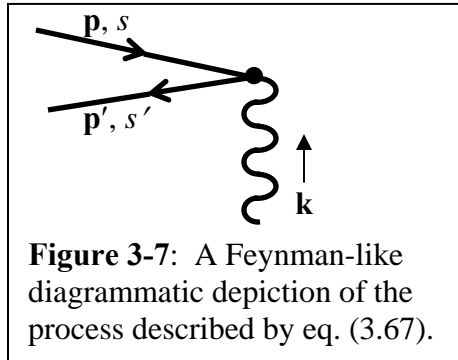 p, s
p′, s′
k
Figure 3-7: A Feynman-like
diagrammatic depiction of the
process described by eq. (3.67).